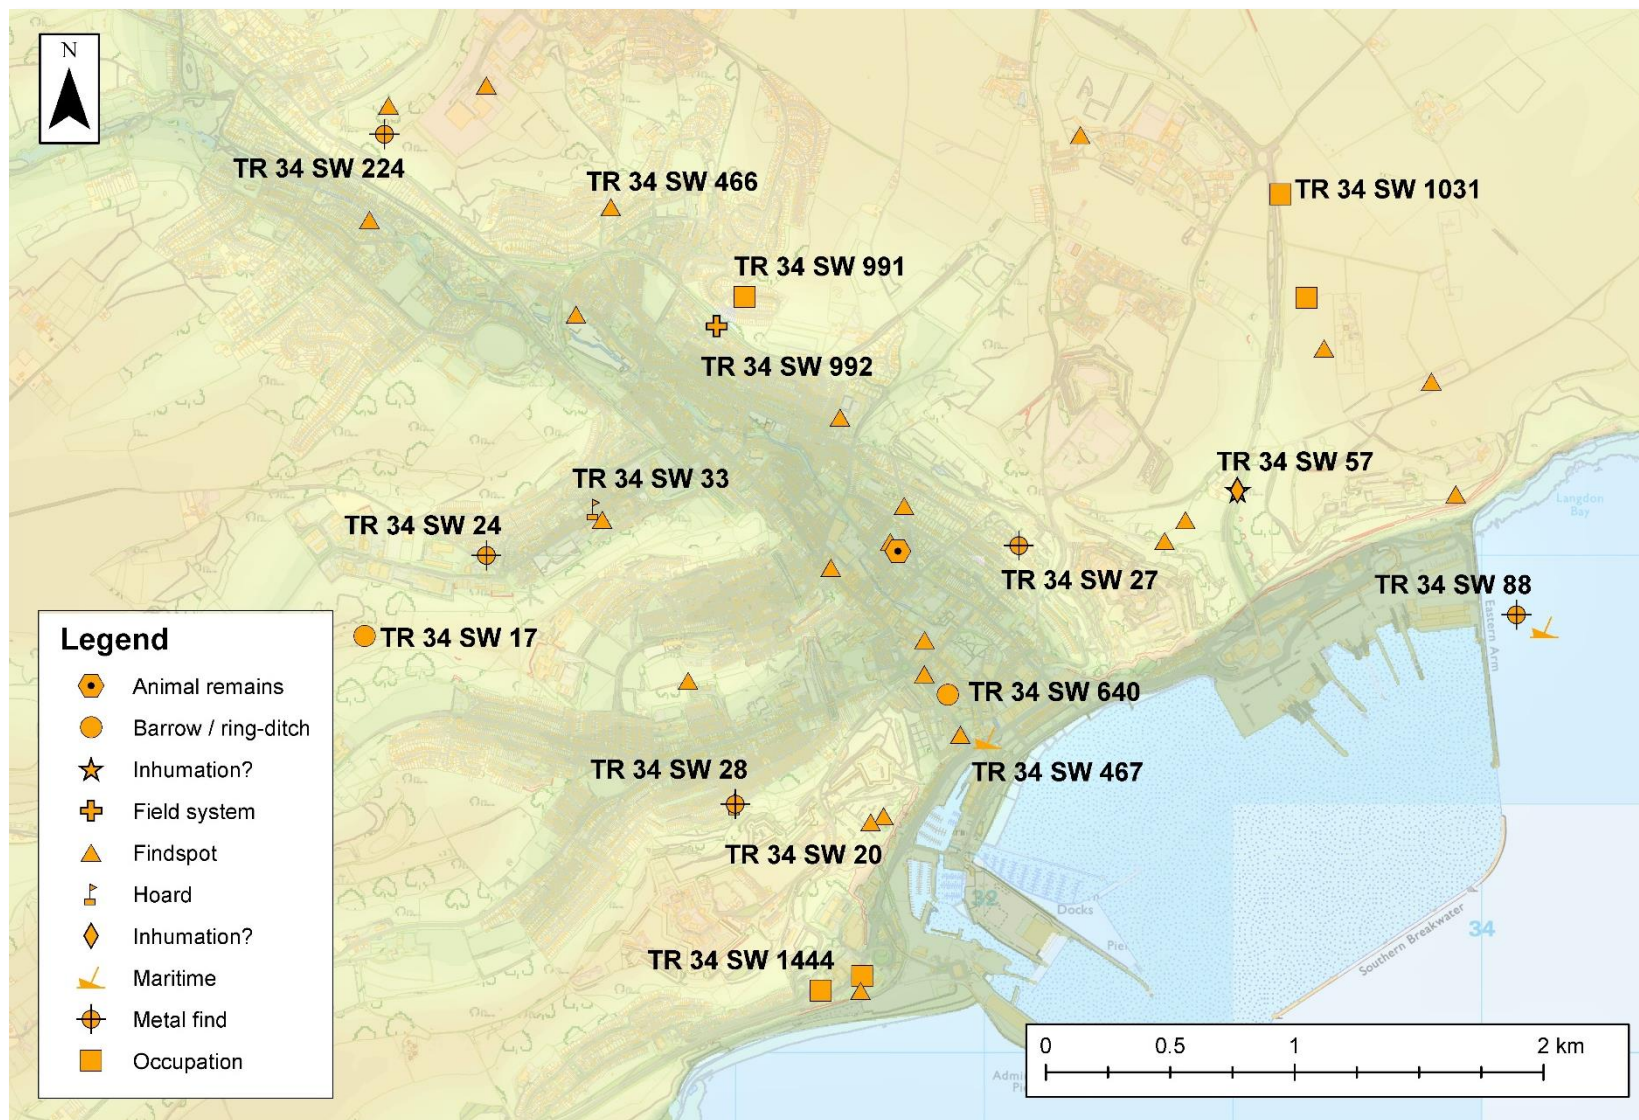 N
TR 34 SW 224
TR 34 SW 466
TR 34 SW 1031
TR 34 SW 991
TR 34 SW 992
TR 34 SW 33
TR 34 SW 57
Langdon
Bay
TR 34 SW 24
TR 34 SW 27
TR 34 SW 88
Eastern Arm
Legend
TR 34 SW 17
Animal remains
TR 34 SW 640
Barrow / ring-ditch
Inhumation?
TR 34 SW 28
TR 34 SW 467
Field system
Findspot
TR 34 SW 20
Hoard
32
Docks
Inhumation?
Pier
Southern Breakwater
34
TR 34 SW 1444
Maritime
Metal find
Occupation
0 0.5 1 2 km